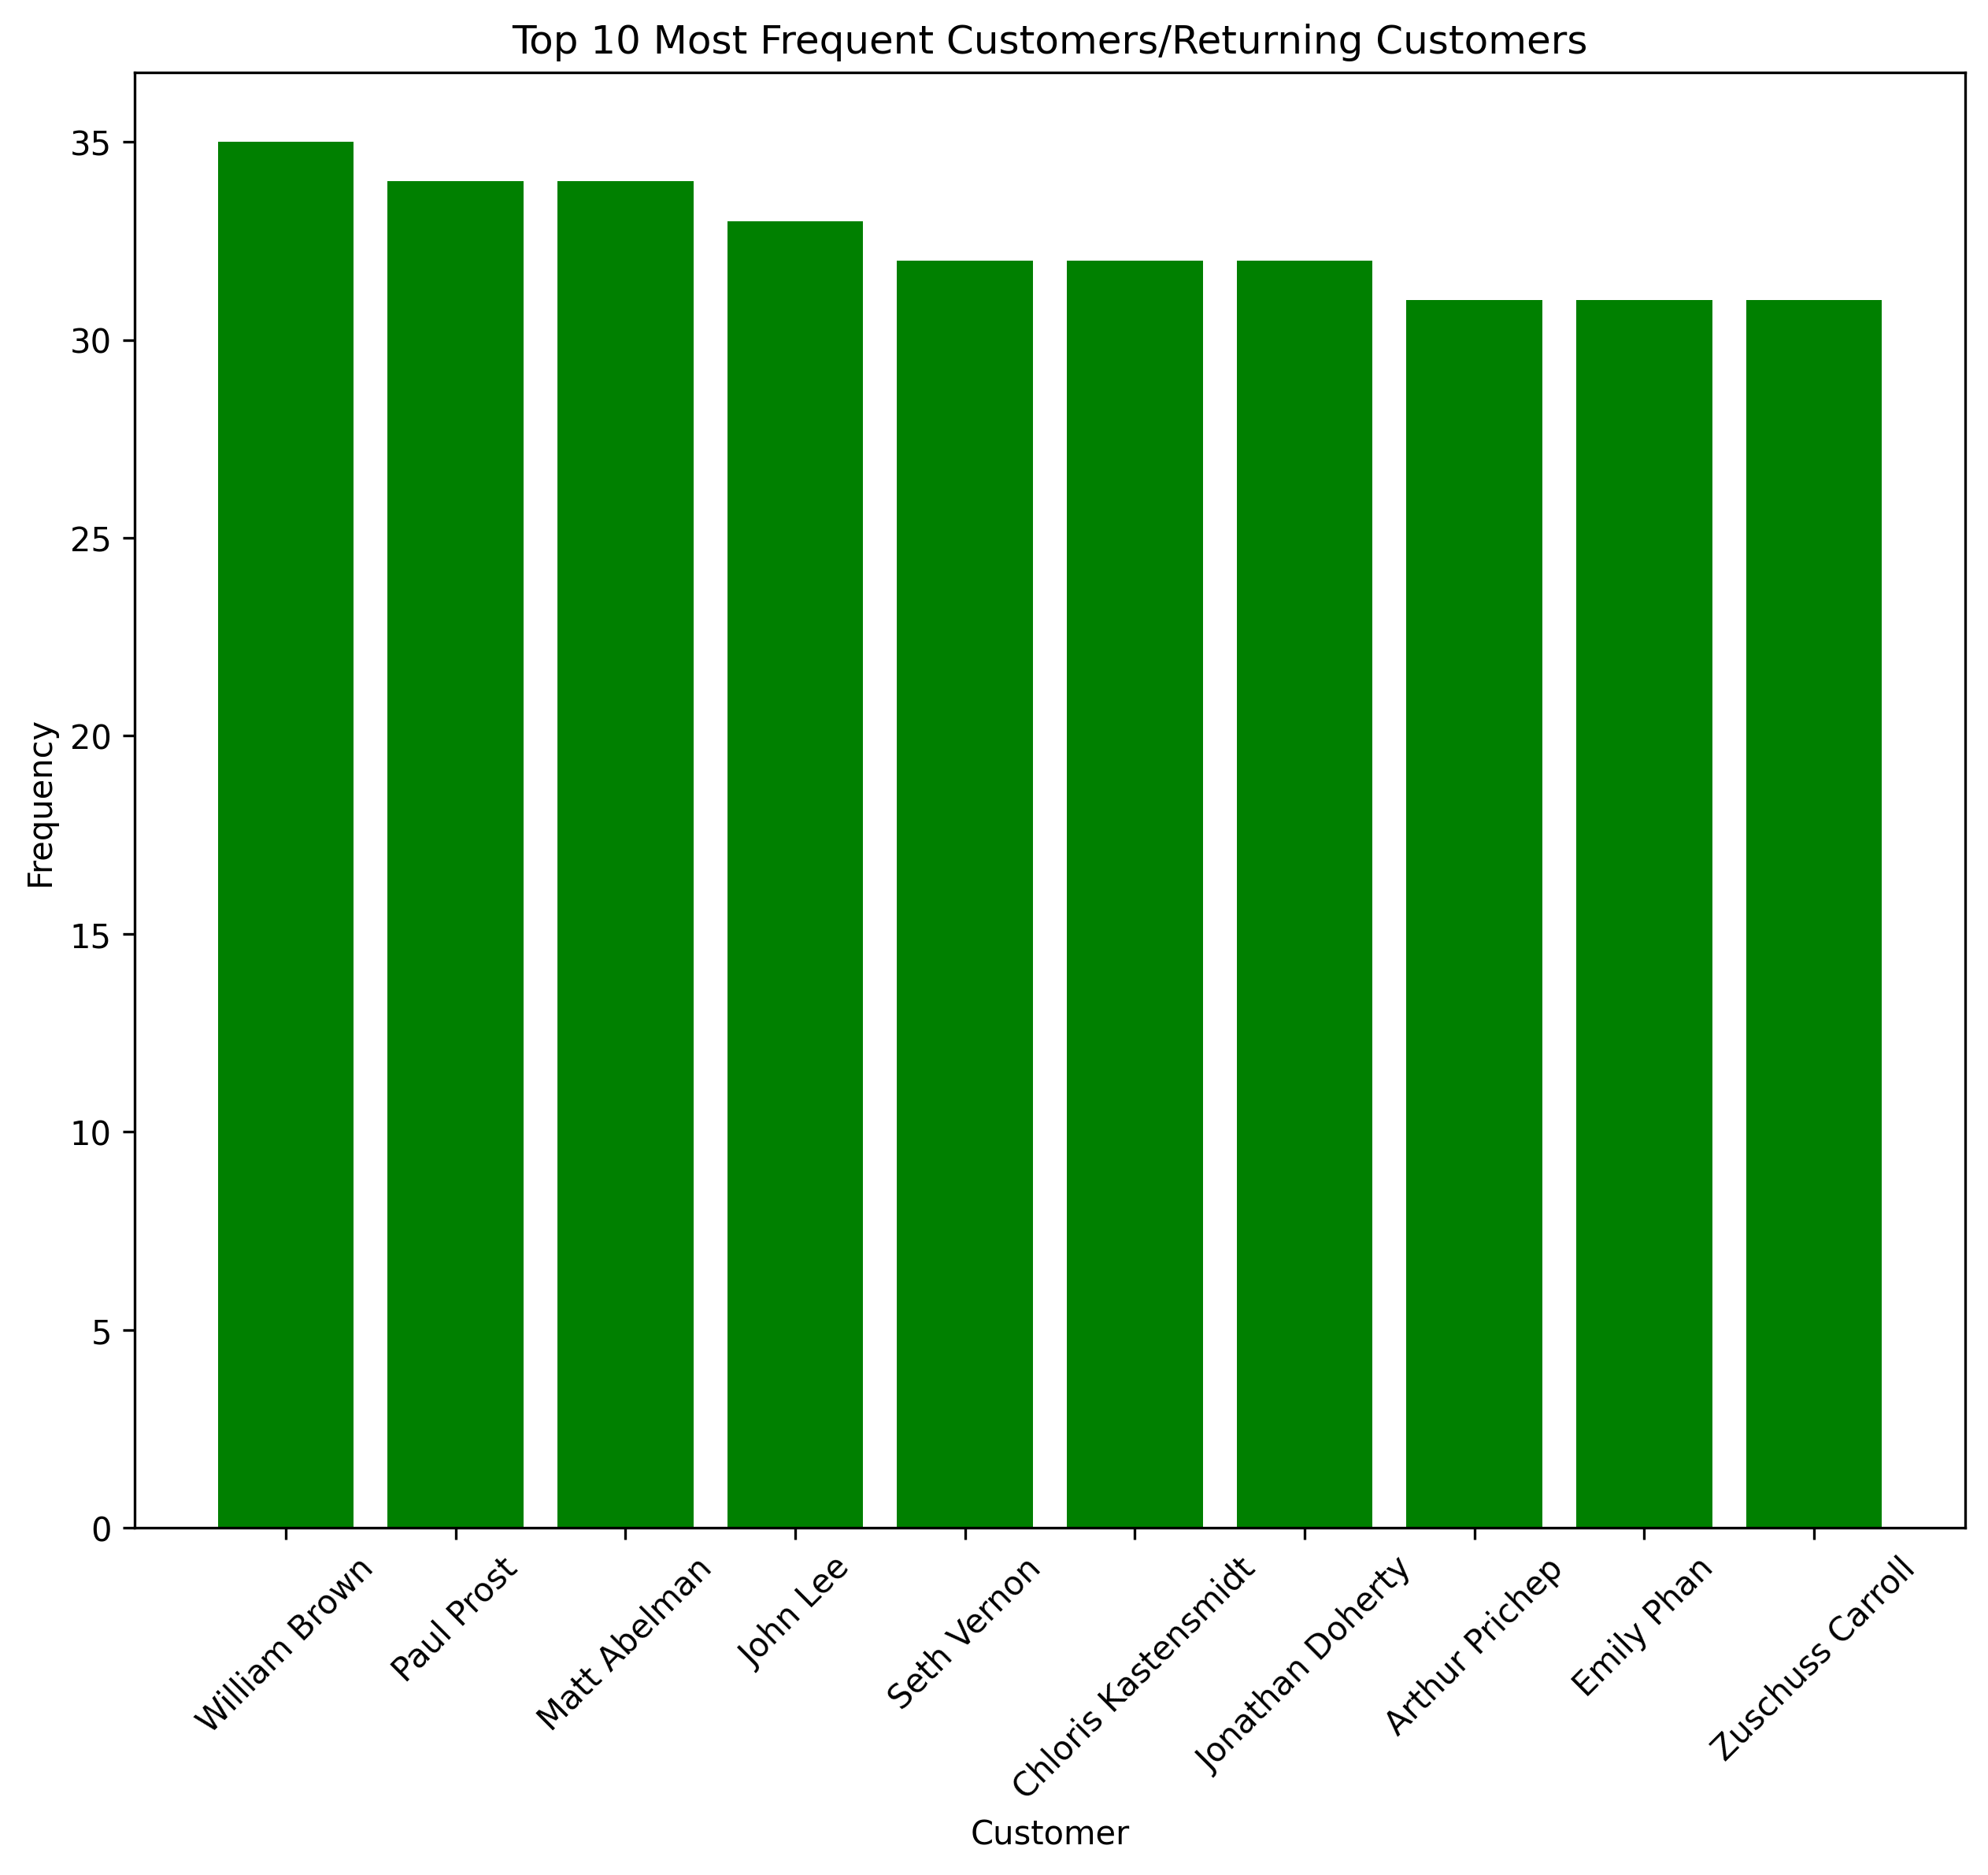 Top 10 Most Frequent Customers/Returning Customers
Frequency
35
30
25
20
15
10
5
0
William Brown
Paul Prost
Matt Abelman
John Lee
Seth Vernon
Chloris Kastensmidt
Jonathan Doherty
Arthur Prichep
Emily Phan
Zuschuss Carroll
Customer